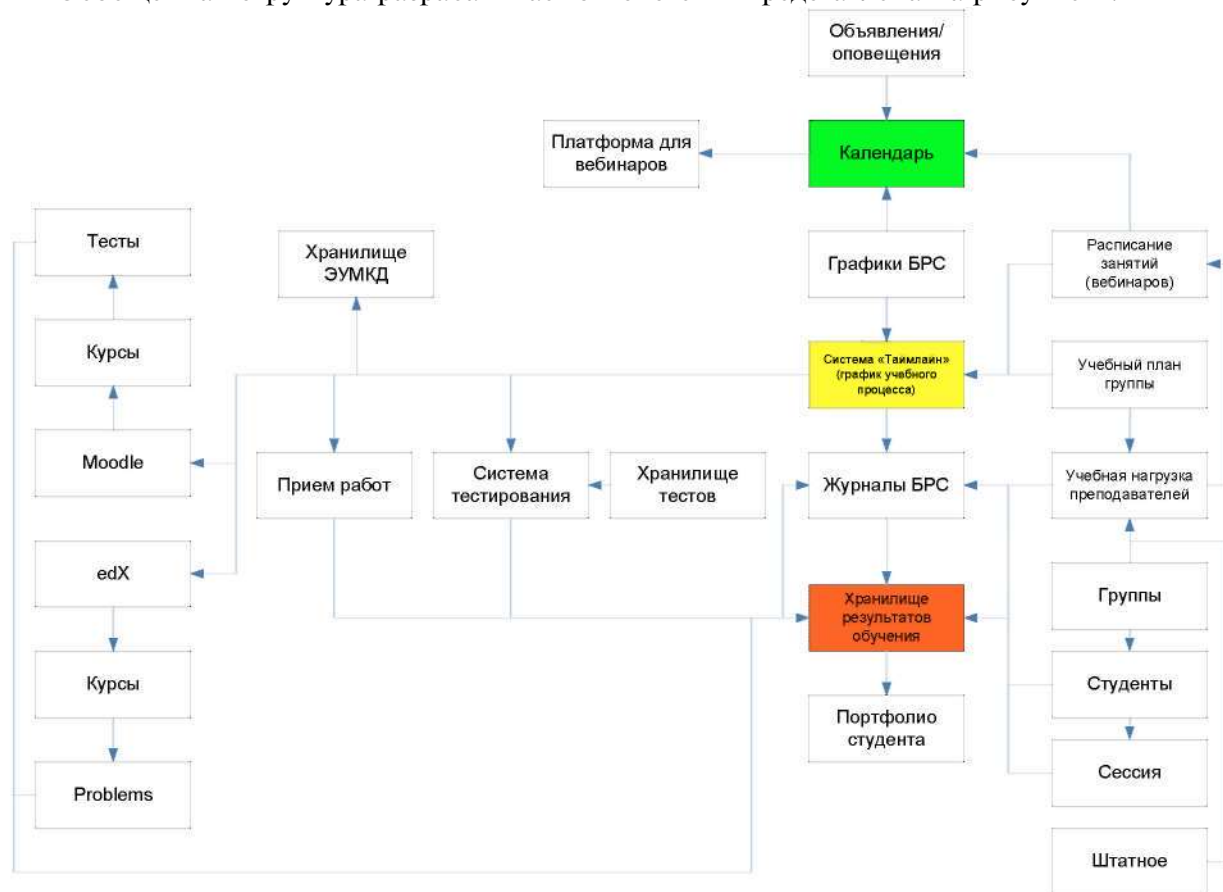 Объявления/
оповещения
Платформа для
вебинаров
Календарь
Тесты
Хранилище
ЭУМКД
Графики БРС
Расписание
занятий
(вебинаров)
Курсы
Система «Таймлайн»
(график учебного
процесса)
Учебный план
группы
Moodle
Прием работ
Система
тестирования
Хранилище
тестов
Журналы БРС
Учебная нагрузка
преподавателей
edX
Хранилище
результатов
обучения
Группы
Курсы
Портфолио
студента
Студенты
Problems
Сессия
Штатное